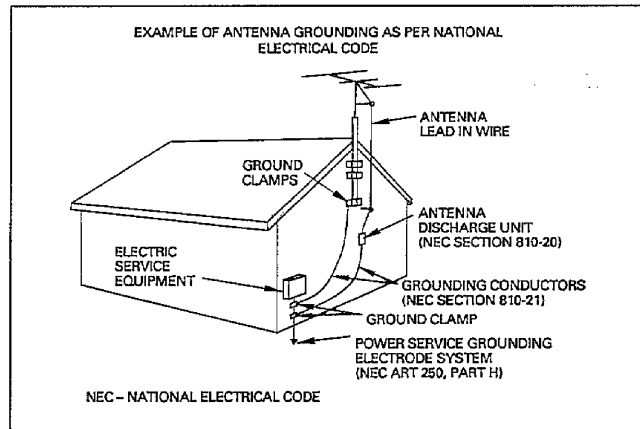 EXAMPLE OF ANTENNA GROUNDING AS PER NATIONAL
ELECTRICAL CODE
ANTENNA
LEAD IN WIRE
GROUND
CLAMPS
ANTENNA
DISCHARGE UNIT
(NEC SECTION 810-20)
ELECTRIC
SERVICE
EQUIPMENT
GROUNDING CONDUCTORS
(NEC SECTION 810-21)
GROUND CLAMP
POWER SERVICE GROUNDING
ELECTRODE SYSTEM
(NEC ART 250, PART H)
NEC – NATIONAL ELECTRICAL CODE